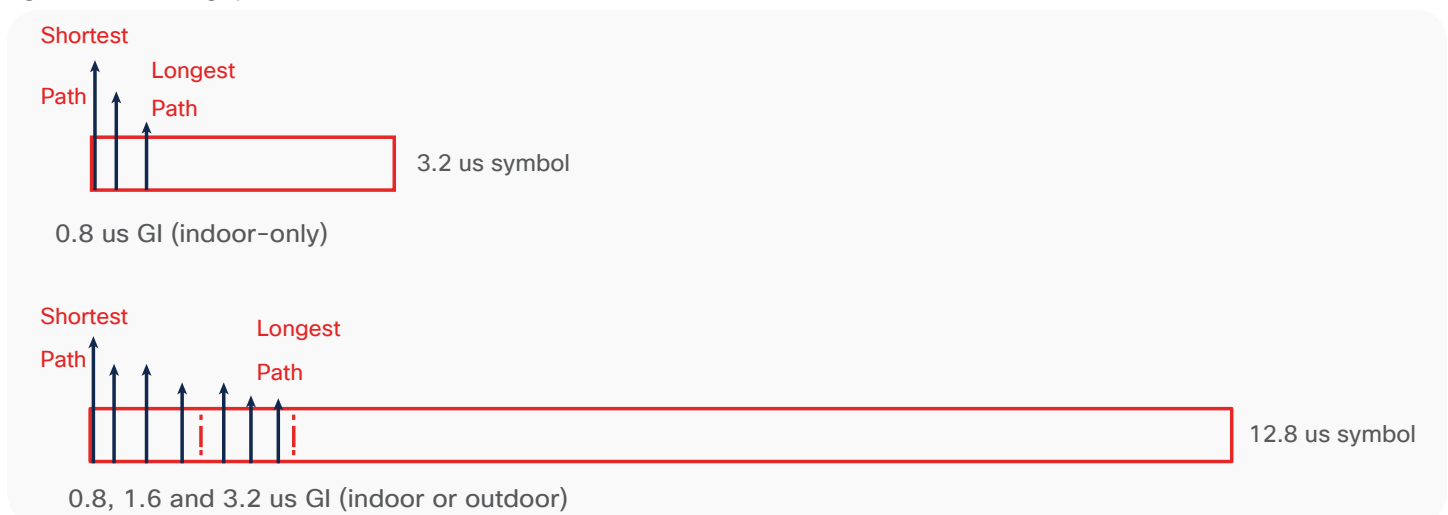 Shortest
Longest
Path
Path
3.2 us symbol
0.8 us GI (indoor-only)
Shortest
Longest
Path
Path
12.8 us symbol
0.8, 1.6 and 3.2 us GI (indoor or outdoor)